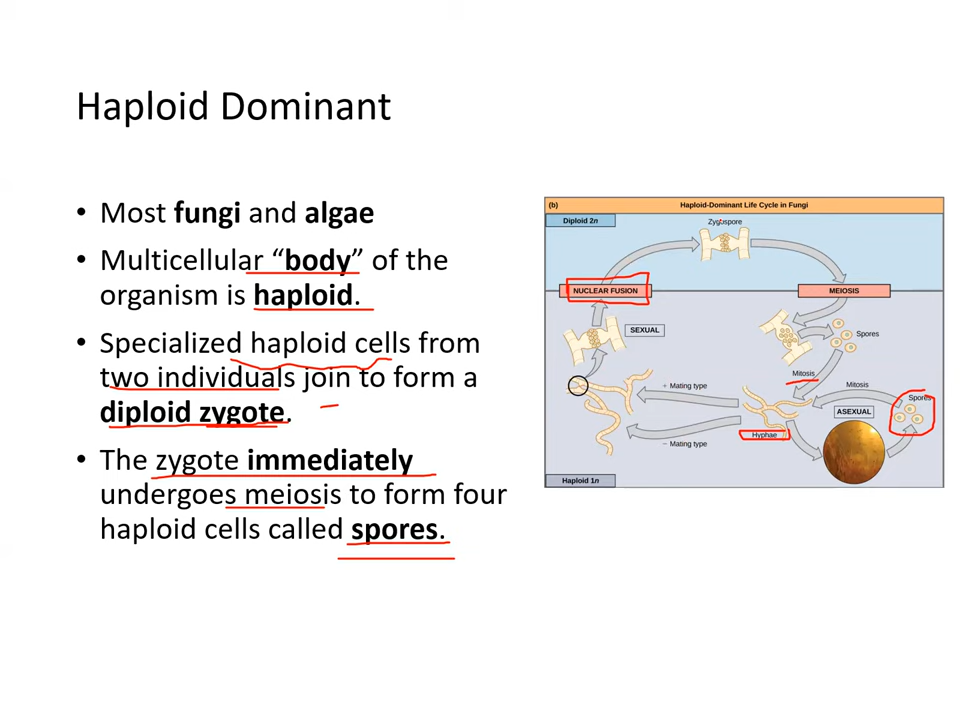 Haploid Dominant
• Most fungi and algae
• Multicellular “body” of the
organism is haploid.
• Specialized haploid cells from
two individuals join to form a
diploid zygote.
• The zygote immediately
undergoes meiosis to form four
haploid cells called spores.
(b) Haploid-Dominant Life Cycle in Fungi
Diploid 2n
Zygospore
NUCLEAR FUSION
MEIOSIS
SEXUAL
Spores
Mitosis
+ Mating type
Mitosis
Spores
ASEXUAL
Hyphae
− Mating type
Haploid 1n